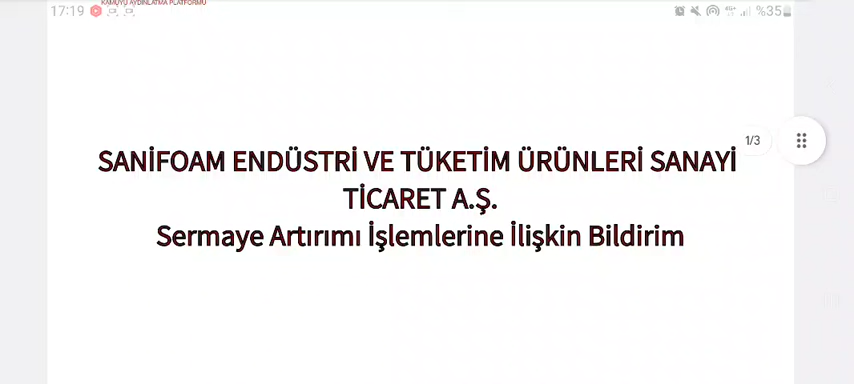 KAMUYU AYDINLATMA PLATFORMU
17:19
%35
1/3
SANİFOAM ENDÜSTRİ VE TÜKETİM ÜRÜNLERİ SANAYİ
TİCARET A.Ş.
Sermaye Artırımı İşlemlerine İlişkin Bildirim